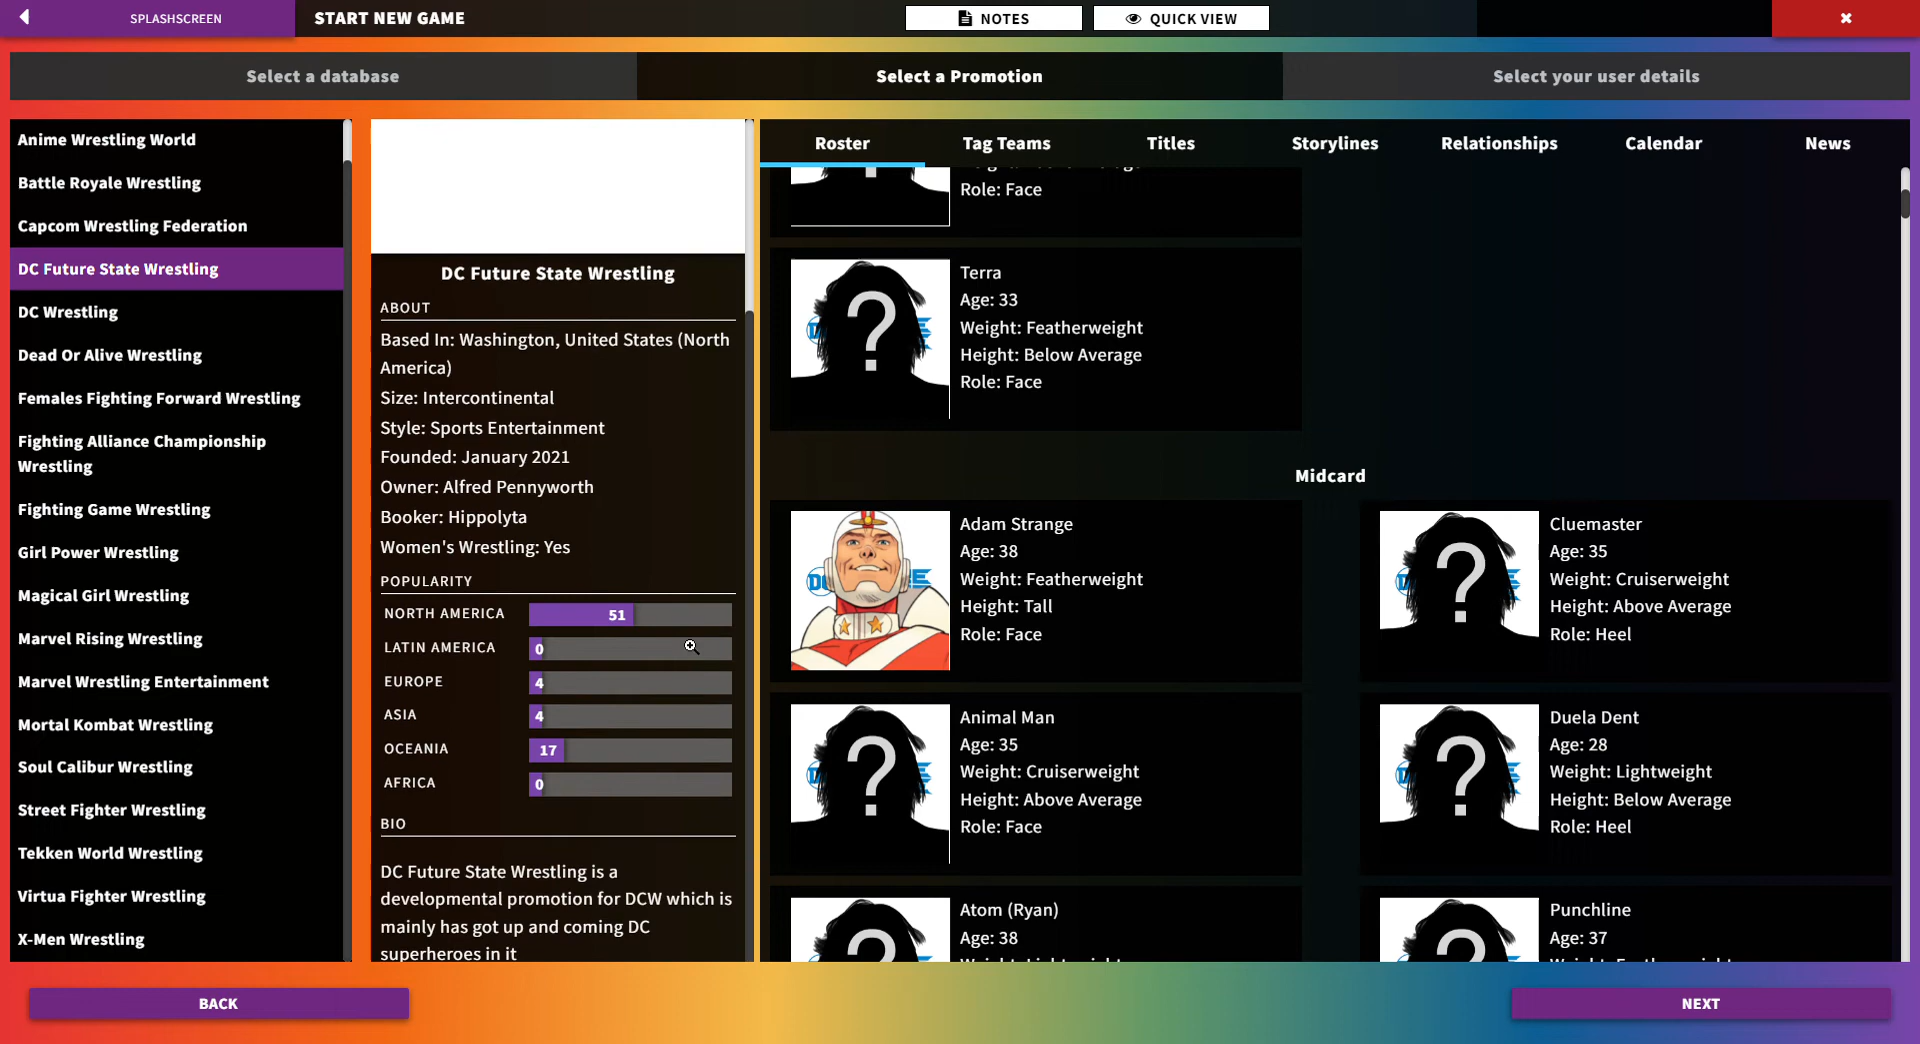 SPLASHSCREEN
START NEW GAME
NOTES
QUICK VIEW
Select a database
Select a Promotion
Select your user details
Anime Wrestling World
Battle Royale Wrestling
Capcom Wrestling Federation
DC Future State Wrestling
DC Wrestling
Dead Or Alive Wrestling
Females Fighting Forward Wrestling
Fighting Alliance Championship
Wrestling
Fighting Game Wrestling
Girl Power Wrestling
Magical Girl Wrestling
Marvel Rising Wrestling
Marvel Wrestling Entertainment
Mortal Kombat Wrestling
Soul Calibur Wrestling
Street Fighter Wrestling
Tekken World Wrestling
Virtua Fighter Wrestling
X-Men Wrestling
DC Future State Wrestling
ABOUT
Based In: Washington, United States (North
America)
Size: Intercontinental
Style: Sports Entertainment
Founded: January 2021
Owner: Alfred Pennyworth
Booker: Hippolyta
Women's Wrestling: Yes
POPULARITY
NORTH AMERICA 51
LATIN AMERICA 0
EUROPE 4
ASIA 4
OCEANIA 17
AFRICA 0
BIO
DC Future State Wrestling is a
developmental promotion for DCW which is
mainly has got up and coming DC
superheroes in it
Roster
Tag Teams
Titles
Storylines
Relationships
Calendar
News
Role: Face
Terra
Age: 33
Weight: Featherweight
Height: Below Average
Role: Face
Midcard
Adam Strange
Age: 38
Weight: Featherweight
Height: Tall
Role: Face
Cluemaster
Age: 35
Weight: Cruiserweight
Height: Above Average
Role: Heel
Animal Man
Age: 35
Weight: Cruiserweight
Height: Above Average
Role: Face
Duela Dent
Age: 28
Weight: Lightweight
Height: Below Average
Role: Heel
Atom (Ryan)
Age: 38
Punchline
Age: 37
BACK
NEXT